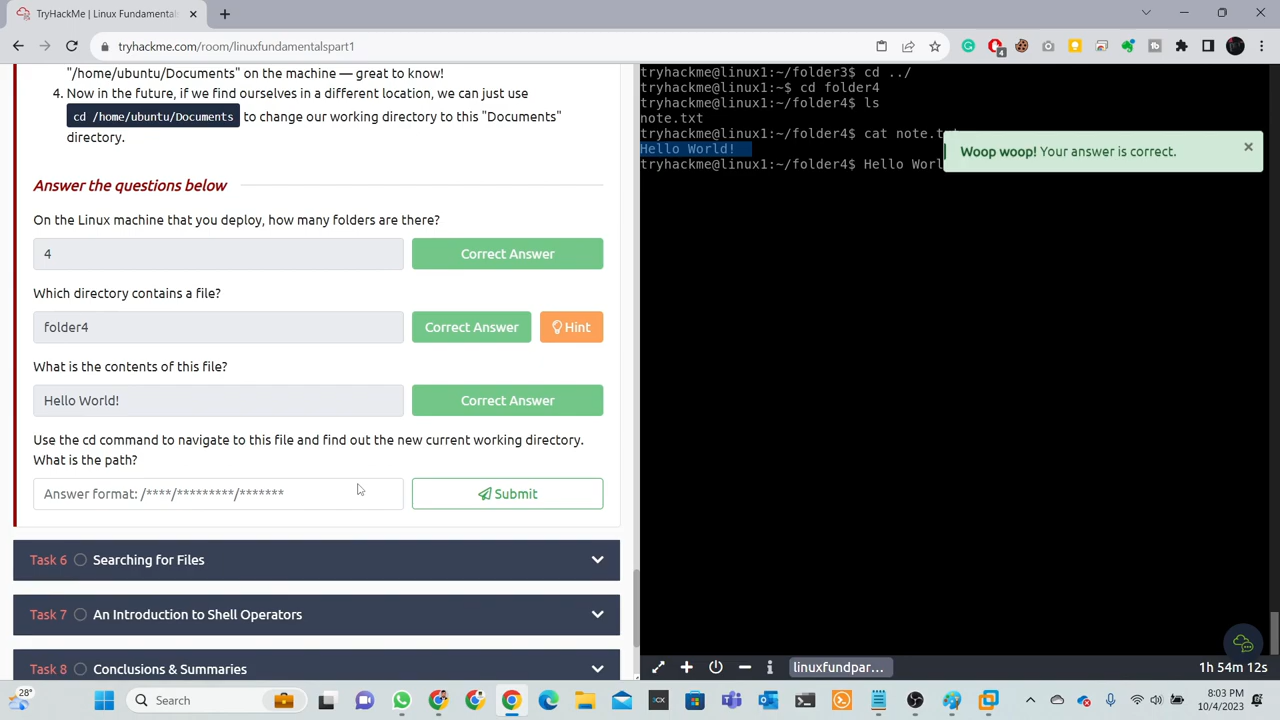 TryHackMe | Linux Fundamentals
tryhackme.com/room/linuxfundamentalspart1
4
"/home/ubuntu/Documents" on the machine — great to know!
4. Now in the future, if we find ourselves in a different location, we can just use
cd /home/ubuntu/Documents to change our working directory to this "Documents"
directory.
Answer the questions below
On the Linux machine that you deploy, how many folders are there?
4
Correct Answer
Which directory contains a file?
folder4
Correct Answer
Hint
What is the contents of this file?
Hello World!
Correct Answer
Use the cd command to navigate to this file and find out the new current working directory.
What is the path?
Answer format: /****/*********/*******
Submit
Task 6 Searching for Files
Task 7 An Introduction to Shell Operators
Task 8 Conclusions & Summaries
tryhackme@linux1:~/folder3$ cd ../
tryhackme@linux1:~$ cd folder4
tryhackme@linux1:~/folder4$ ls
note.txt
tryhackme@linux1:~/folder4$ cat note.txt
Hello World!
tryhackme@linux1:~/folder4$ Hello Worl
Woop woop! Your answer is correct.
linuxfundpar...
1h 54m 12s
28°
Search
8:03 PM
10/4/2023